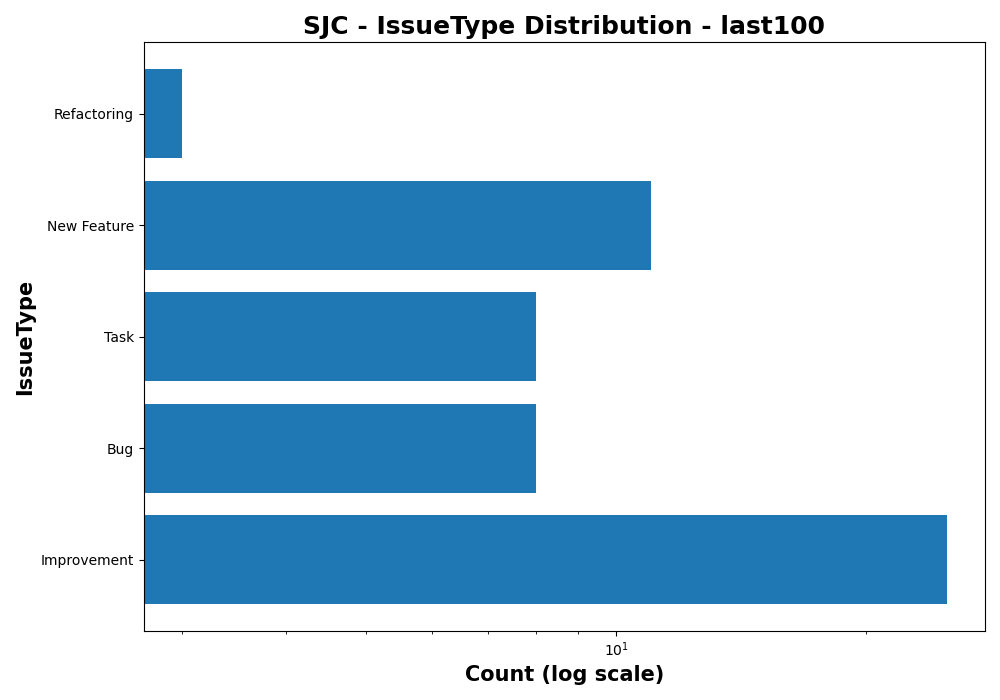 SJC - IssueType Distribution - last100
Refactoring
New Feature
Task
Bug
Improvement
IssueType
10¹
Count (log scale)